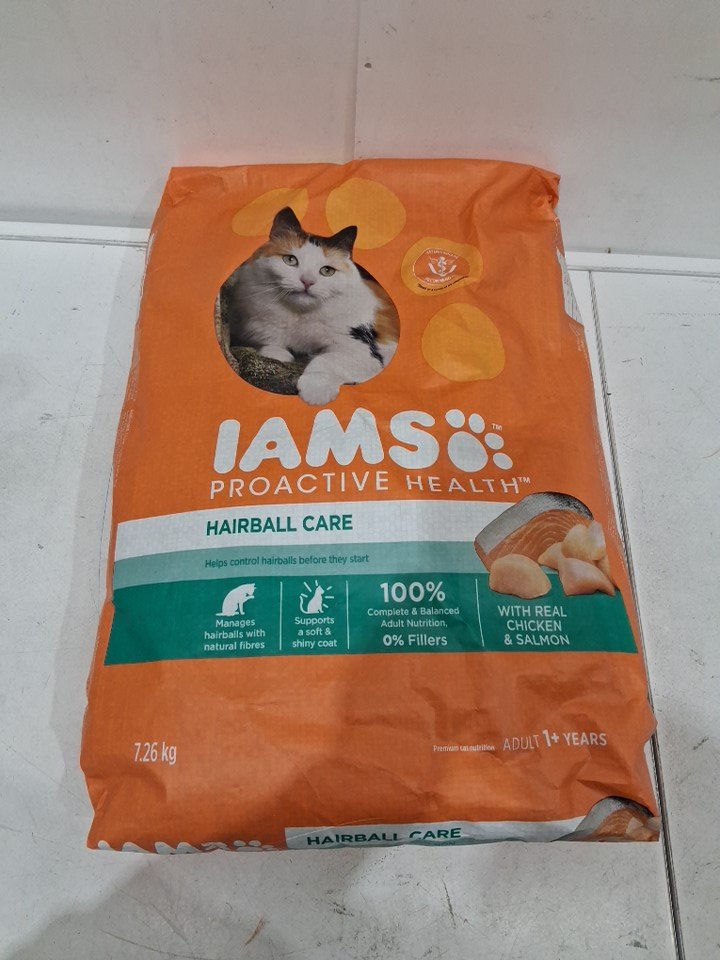 IAMS™
PROACTIVE HEALTH™
HAIRBALL CARE
Helps control hairballs before they start
Manages
hairballs with
natural fibres
Supports
a soft &
shiny coat
100%
Complete & Balanced
Adult Nutrition,
0% Fillers
WITH REAL
CHICKEN
& SALMON
7.26 kg
Premium cat nutrition
ADULT 1+ YEARS
IAMS
HAIRBALL CARE